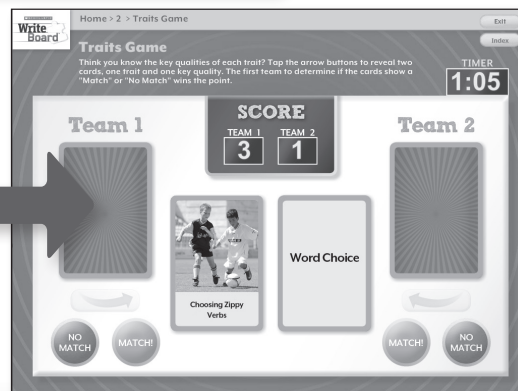 SCHOLASTIC
Write
Board
Home > 2 > Traits Game
Exit
Index
Traits Game
Think you know the key qualities of each trait? Tap the arrow buttons to reveal two
cards, one trait and one key quality. The first team to determine if the cards show a
"Match" or "No Match" wins the point.
TIMER
1:05
SCORE
TEAM 1 TEAM 2
3 1
Team 1
Team 2
Choosing Zippy
Verbs
Word Choice
NO
MATCH
MATCH!
MATCH!
NO
MATCH